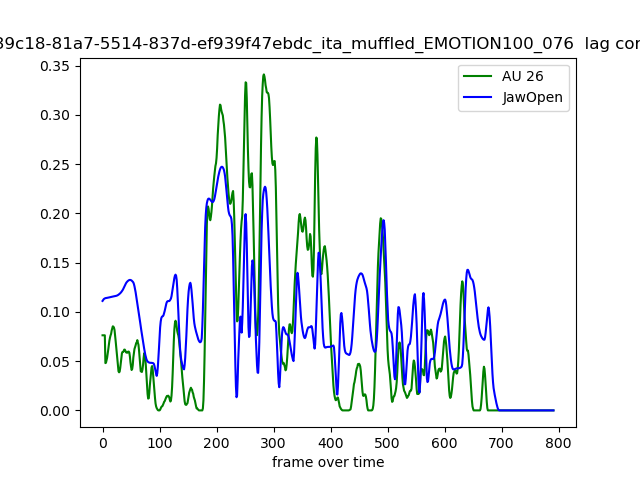 39c18-81a7-5514-837d-ef939f47ebdc_ita_muffled_EMOTION100_076 lag cor
AU 26
JawOpen
0.35
0.30
0.25
0.20
0.15
0.10
0.05
0.00
0 100 200 300 400 500 600 700 800
frame over time